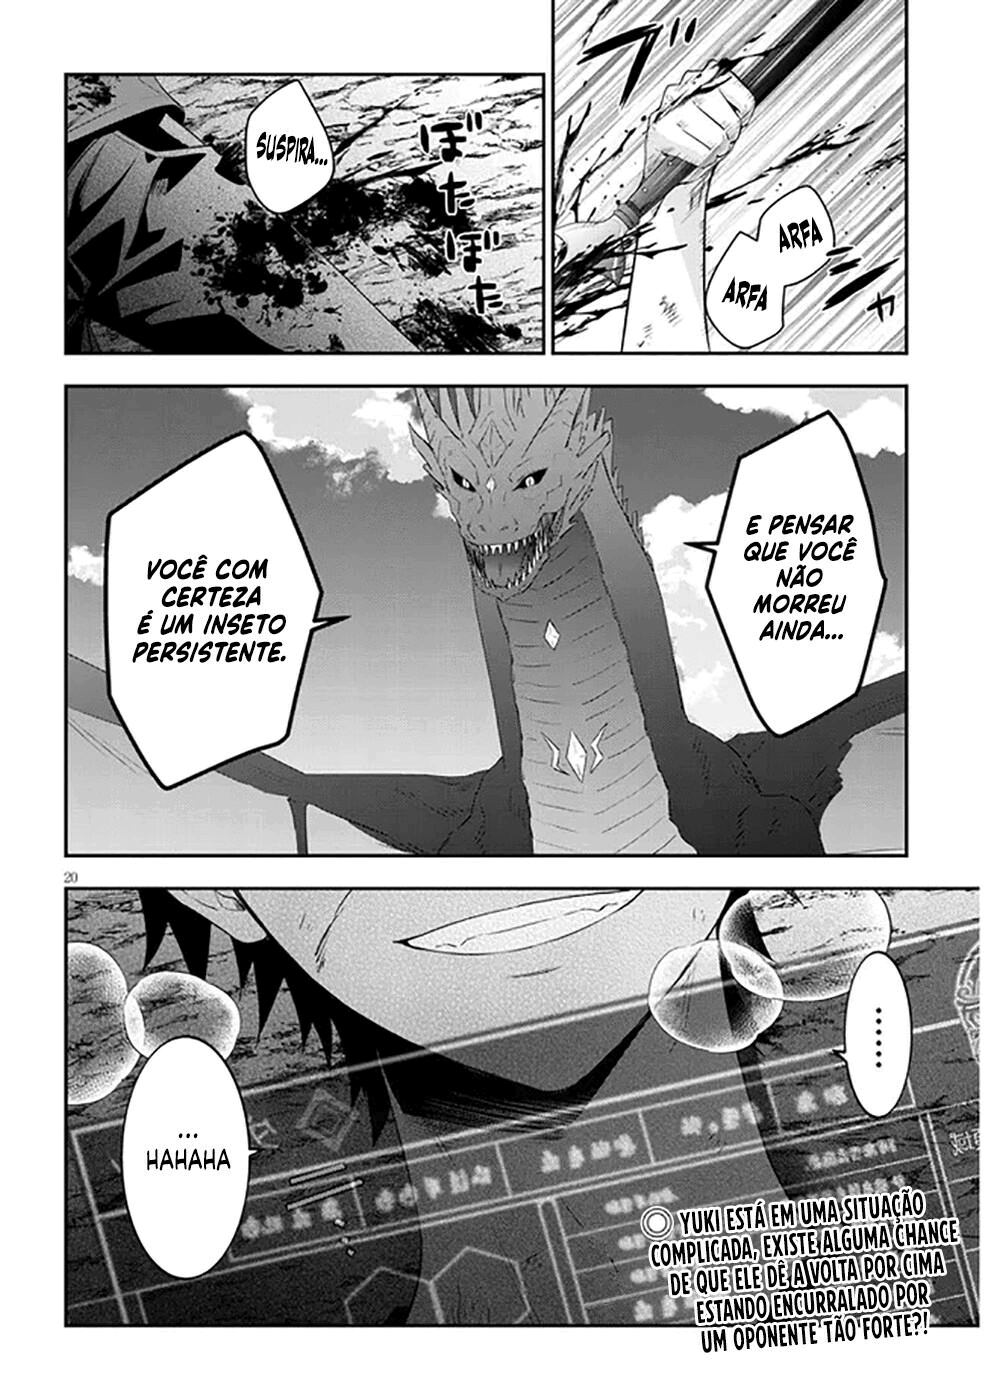 ARFA
ARFA
SUSPIRA...
ぼた
ぼた
E PENSAR
QUE VOCÊ
NÃO
MORREU
AINDA...
VOCÊ COM
CERTEZA
É UM INSETO
PERSISTENTE.
20
......
...
HAHAHA
YUKI ESTÁ EM UMA SITUAÇÃO
COMPLICADA, EXISTE ALGUMA CHANCE
DE QUE ELE DÊ A VOLTA POR CIMA
ESTANDO ENCURRALADO POR
UM OPONENTE TÃO FORTE?!